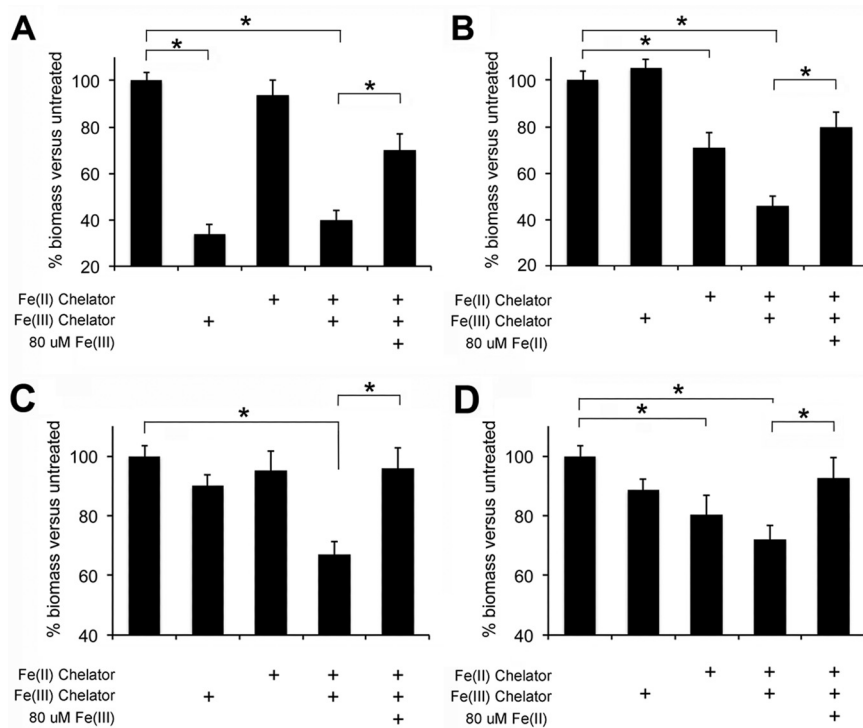 A
% biomass versus untreated
100
80
60
40
20
* *
*
Fe(II) Chelator + + +
Fe(III) Chelator + + +
80 uM Fe(III) +
B
% biomass versus untreated
100
80
60
40
20
*
* *
Fe(II) Chelator + + +
Fe(III) Chelator + + +
80 uM Fe(II) +
C
% biomass versus untreated
100
80
60
40
* *
Fe(II) Chelator + + +
Fe(III) Chelator + + +
80 uM Fe(III) +
D
% biomass versus untreated
100
80
60
40
*
* *
Fe(II) Chelator + + +
Fe(III) Chelator + + +
80 uM Fe(II) +